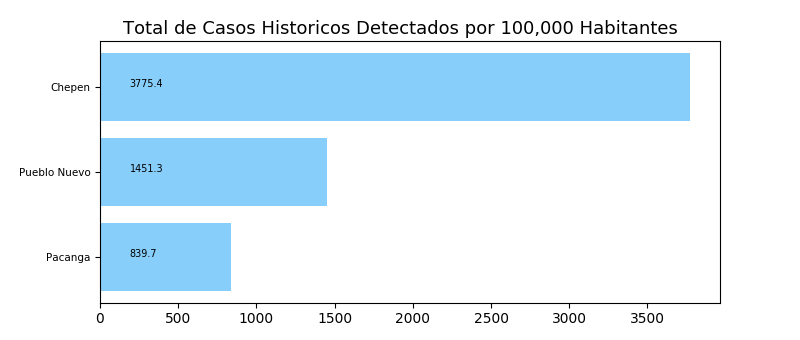 Total de Casos Historicos Detectados por 100,000 Habitantes
Chepen
3775.4
Pueblo Nuevo
1451.3
Pacanga
839.7
0 500 1000 1500 2000 2500 3000 3500